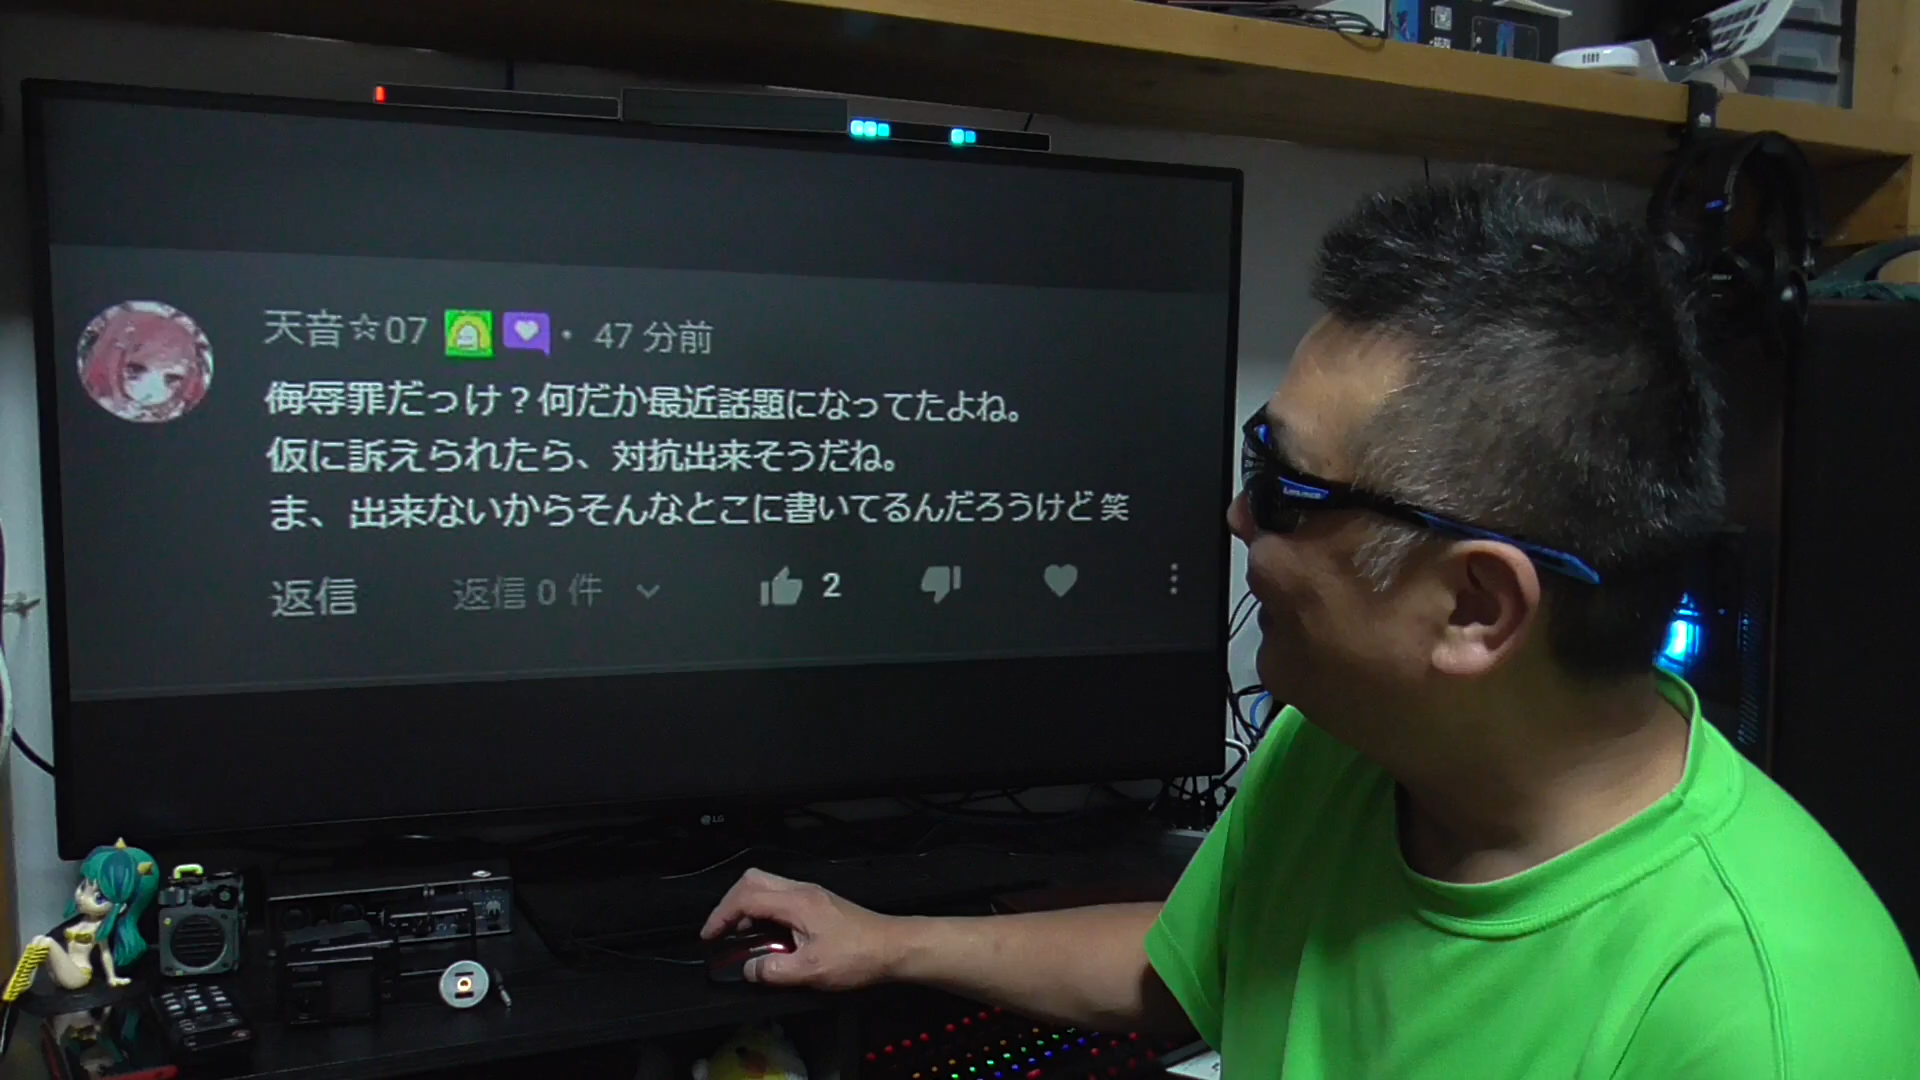 天音☆07 ・ 47 分前
侮辱罪だっけ？何だか最近話題になってたよね。
仮に訴えられたら、対抗出来そうだね。
ま、出来ないからそんなとこに書いてるんだろうけど 笑
返信 返信 0 件 2
LG